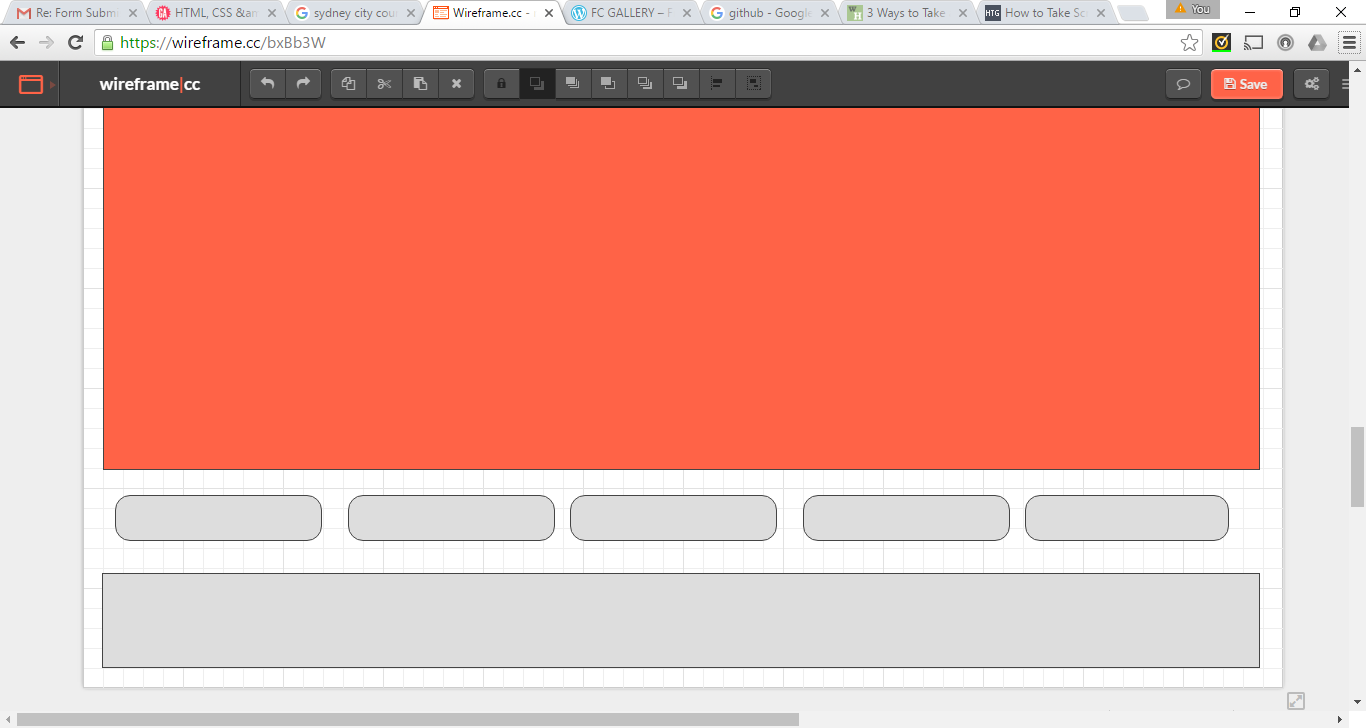 Re: Form Subm
HTML, CSS &an
sydney city cou
Wireframe.cc -
FC GALLERY – F
github - Google
3 Ways to Take
How to Take Sc
You
https://wireframe.cc/bxBb3W
wireframe|cc
Save